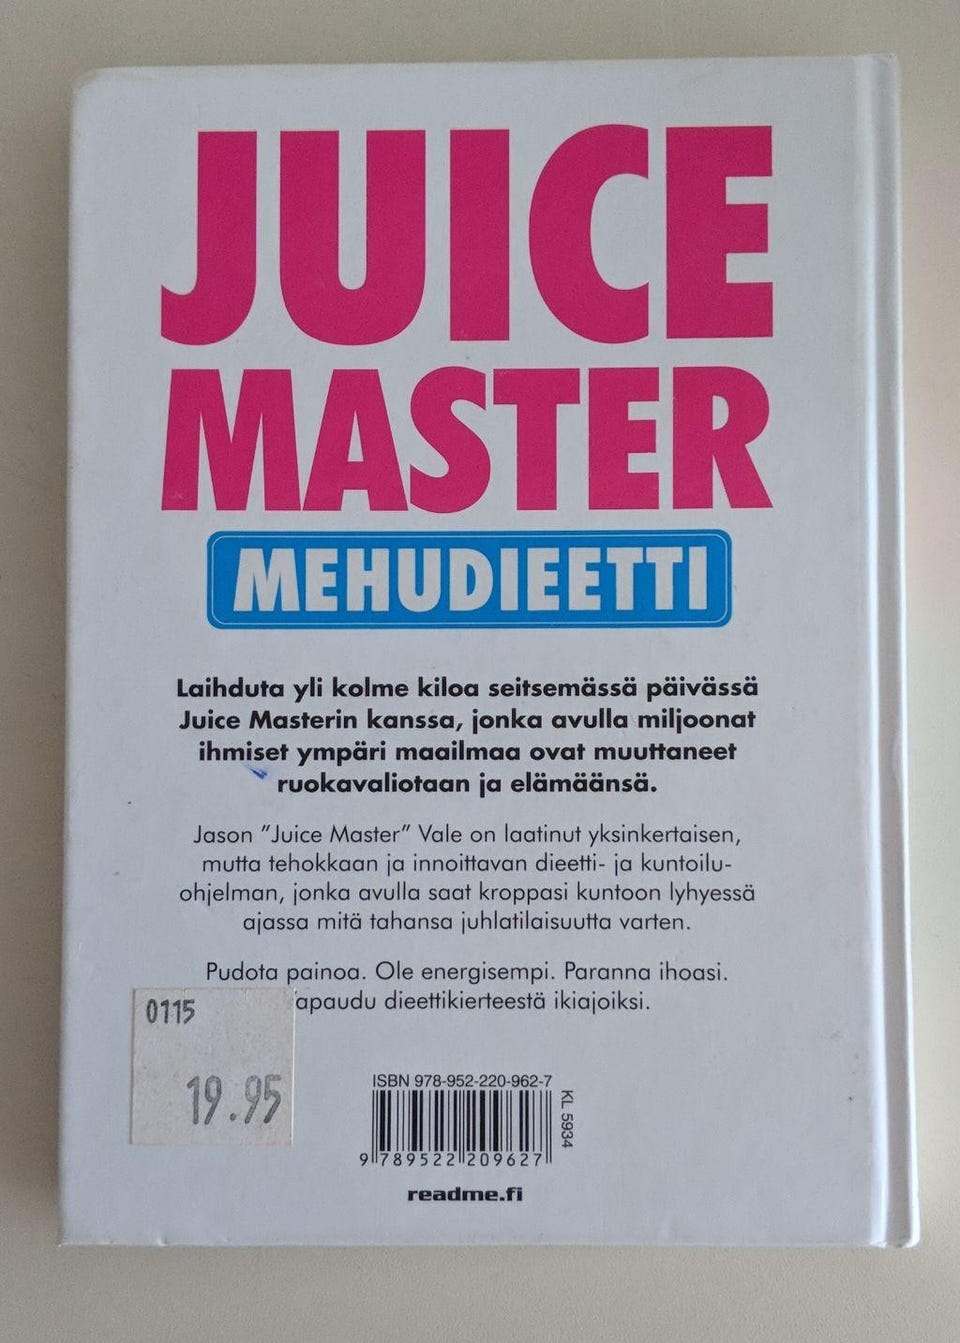 JUICE
MASTER
MEHUDIEETTI
Laihduta yli kolme kiloa seitsemässä päivässä
Juice Masterin kanssa, jonka avulla miljoonat
ihmiset ympäri maailmaa ovat muuttaneet
ruokavaliotaan ja elämäänsä.
Jason ”Juice Master” Vale on laatinut yksinkertaisen,
mutta tehokkaan ja innoittavan dieetti- ja kuntoilu-
ohjelman, jonka avulla saat kroppasi kuntoon lyhyessä
ajassa mitä tahansa juhlatilaisuutta varten.
Pudota painoa. Ole energisempi. Paranna ihoasi.
apaudu dieettikierteestä ikiajoiksi.
0115
19.95
ISBN 978-952-220-962-7
KL 5934
9 789522 209627
readme.fi